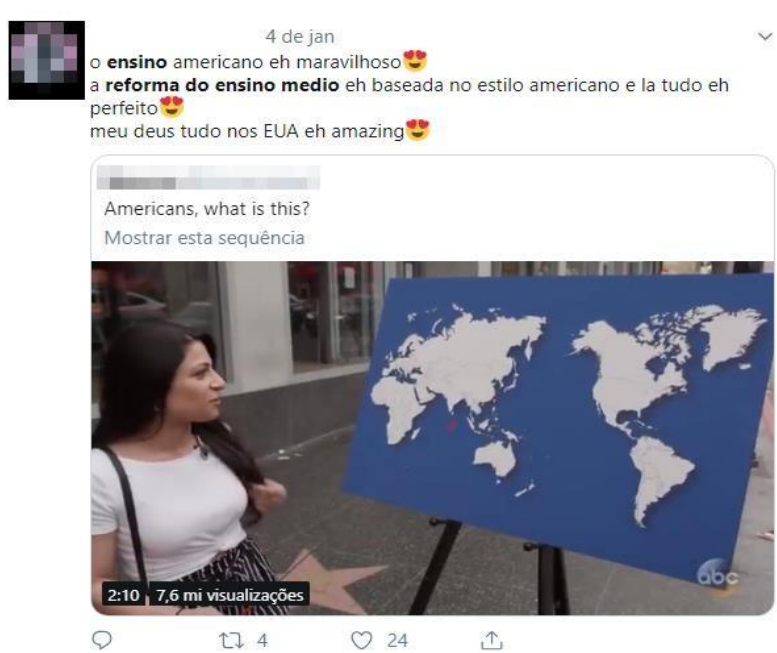 4 de jan
o ensino americano eh maravilhoso😍
a reforma do ensino medio eh baseada no estilo americano e la tudo eh
perfeito😍
meu deus tudo nos EUA eh amazing😍
Americans, what is this?
Mostrar esta sequência
abc
2:10 7,6 mi visualizações
4 24